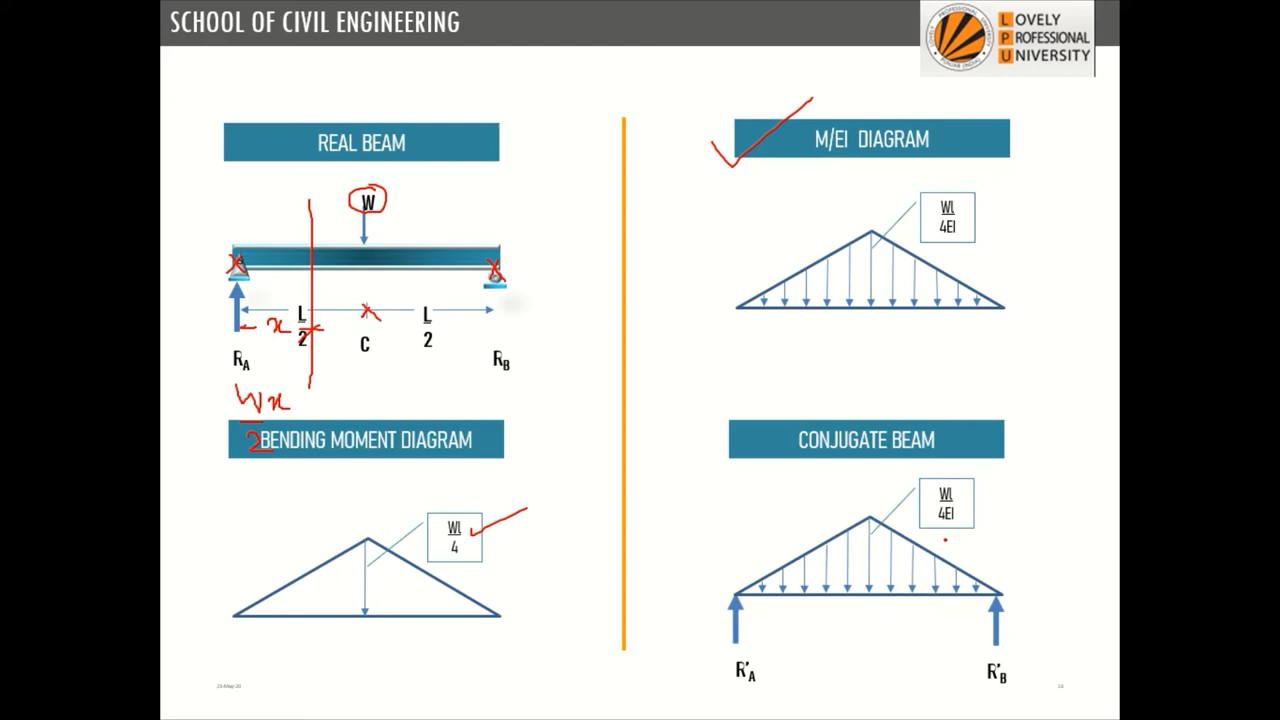 SCHOOL OF CIVIL ENGINEERING
LOVELY
PROFESSIONAL
UNIVERSITY
REAL BEAM
W
L
2
L
2
x
C
RA
RB
Wx
2
BENDING MOMENT DIAGRAM
Wl
4
M/EI DIAGRAM
Wl
4EI
CONJUGATE BEAM
Wl
4EI
R'A
R'B